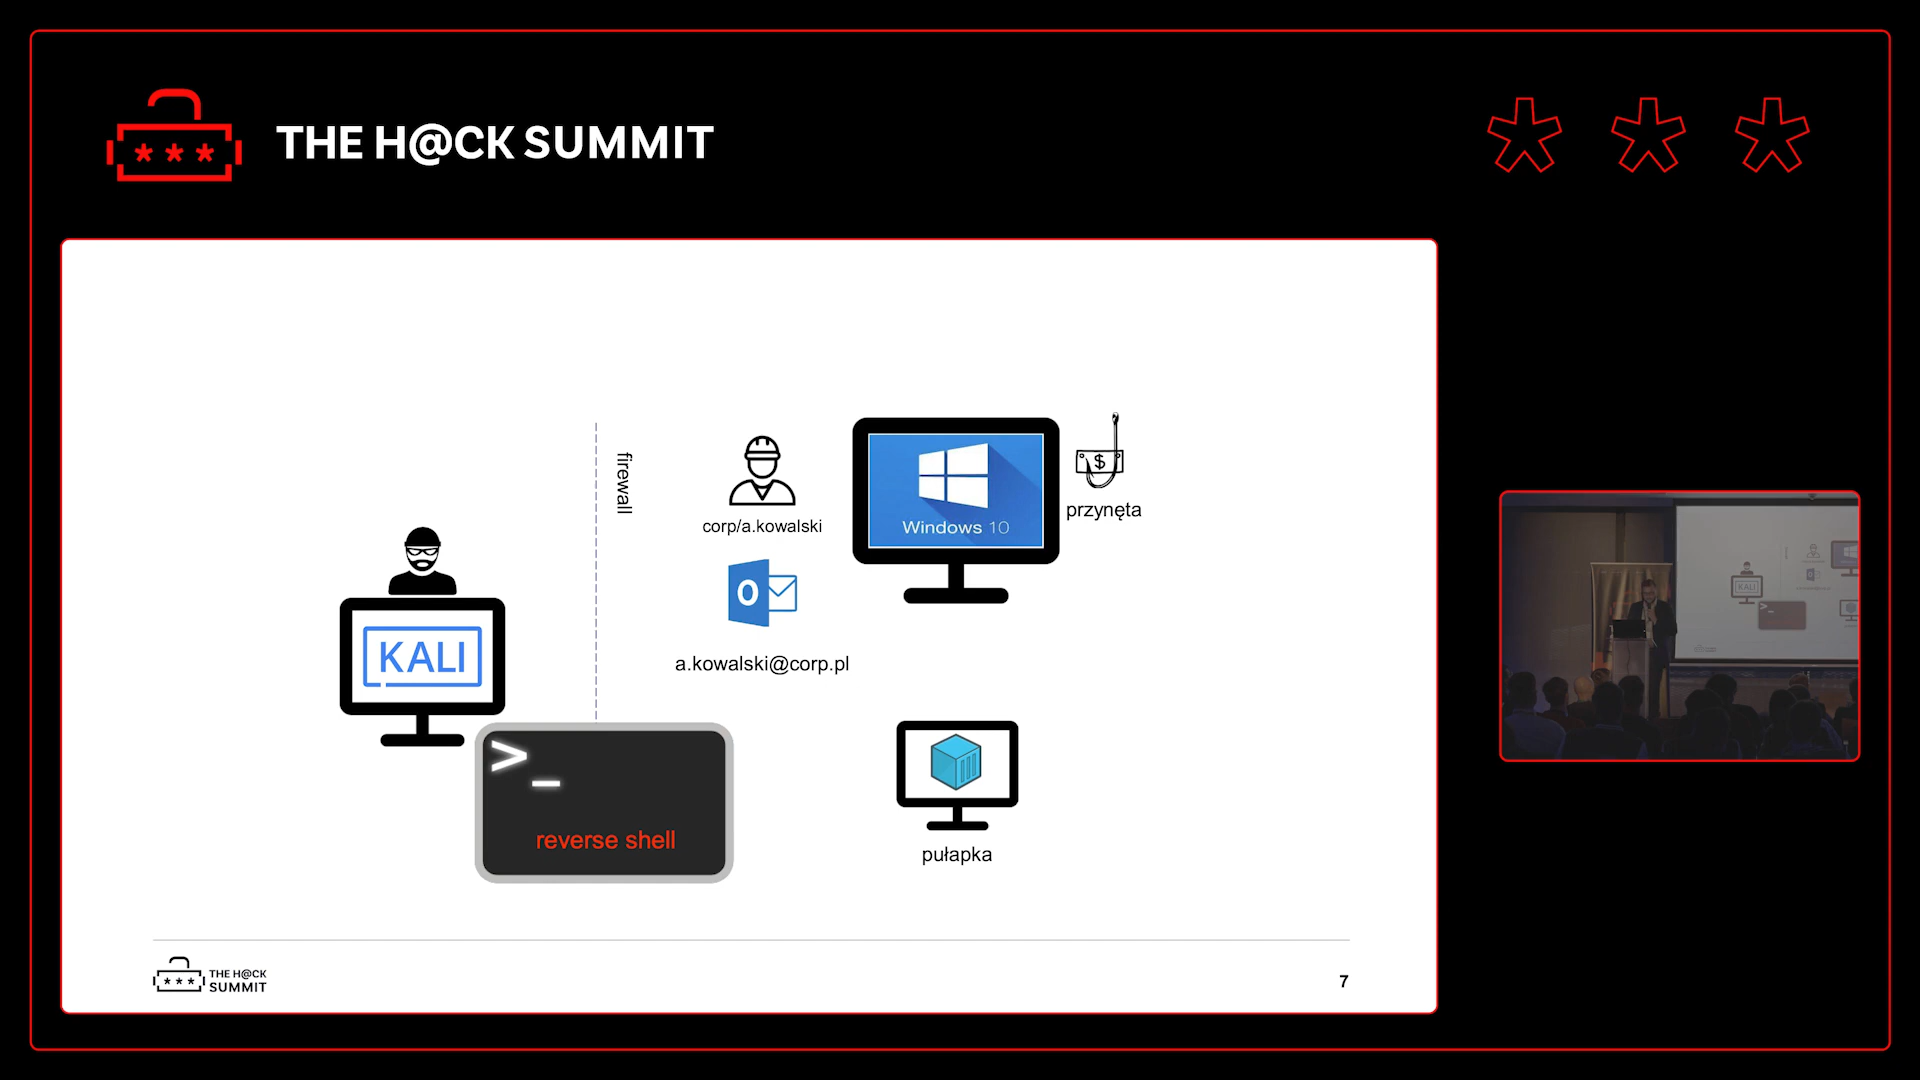 ***
THE H@CK SUMMIT
firewall
corp/a.kowalski
Windows 10
$
przynęta
O
a.kowalski@corp.pl
KALI
>_
reverse shell
pułapka
***
THE H@CK
SUMMIT
7